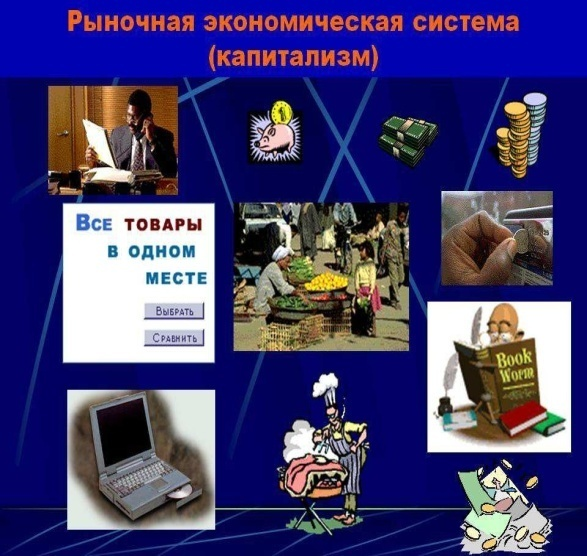 Рыночная экономическая система
(капитализм)
Все товары
в одном
месте
Выбрать
Сравнить
Book
Worm